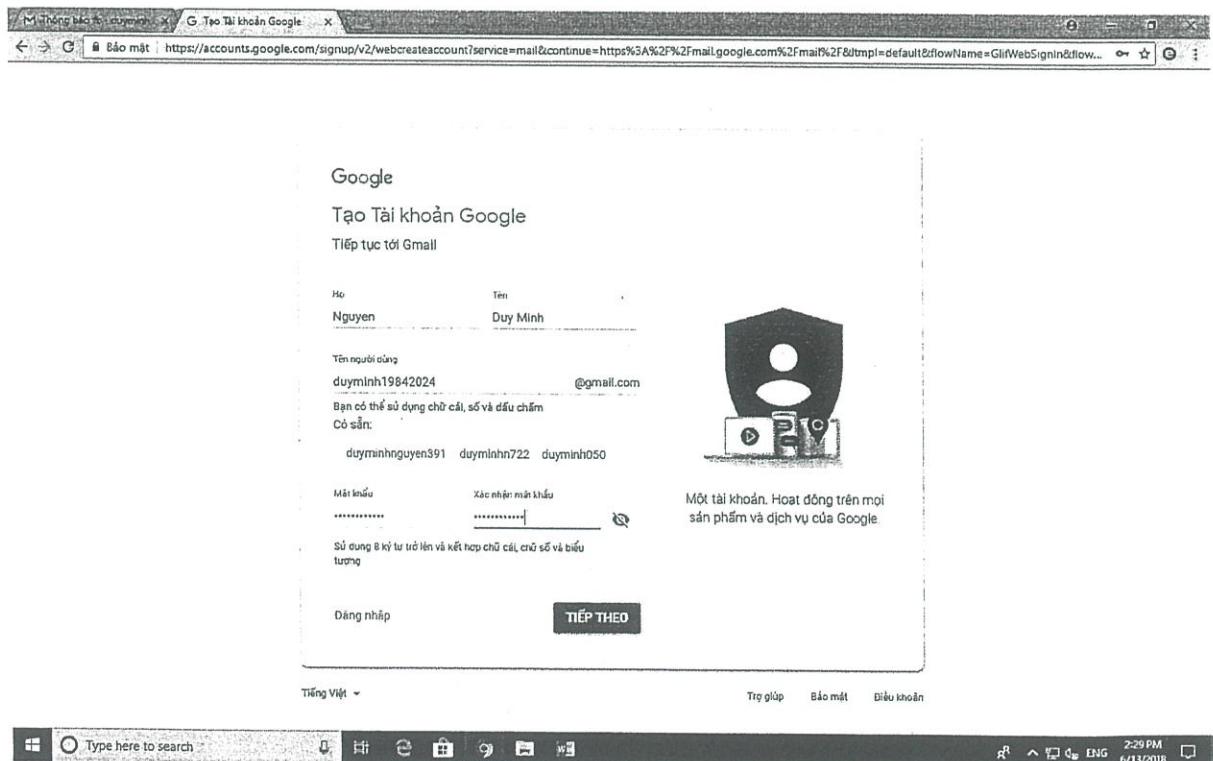 Thông báo
G Tạo Tài khoản Google
Bảo mật https://accounts.google.com/signup/v2/webcreateaccount?service=mail&continue=https%3A%2F%2Fmail.google.com%2Fmail%2F&dtmpl=default&flowName=GlifWebSignIn&flow...
Google
Tạo Tài khoản Google
Tiếp tục tới Gmail
Họ Tên
Nguyen Duy Minh
Tên người dùng
duyminh19842024 @gmail.com
Bạn có thể sử dụng chữ cái, số và dấu chấm
Có sẵn:
duyminhnguyen391 duyminhn722 duyminh050
Mật khẩu Xác nhận mật khẩu
Sử dụng 8 ký tự trở lên và kết hợp chữ cái, chữ số và biểu
tượng
Một tài khoản. Hoạt động trên mọi
sản phẩm và dịch vụ của Google.
Đăng nhập TIẾP THEO
Tiếng Việt Trợ giúp Bảo mật Điều khoản
Type here to search ENG 2:29 PM
6/13/2018